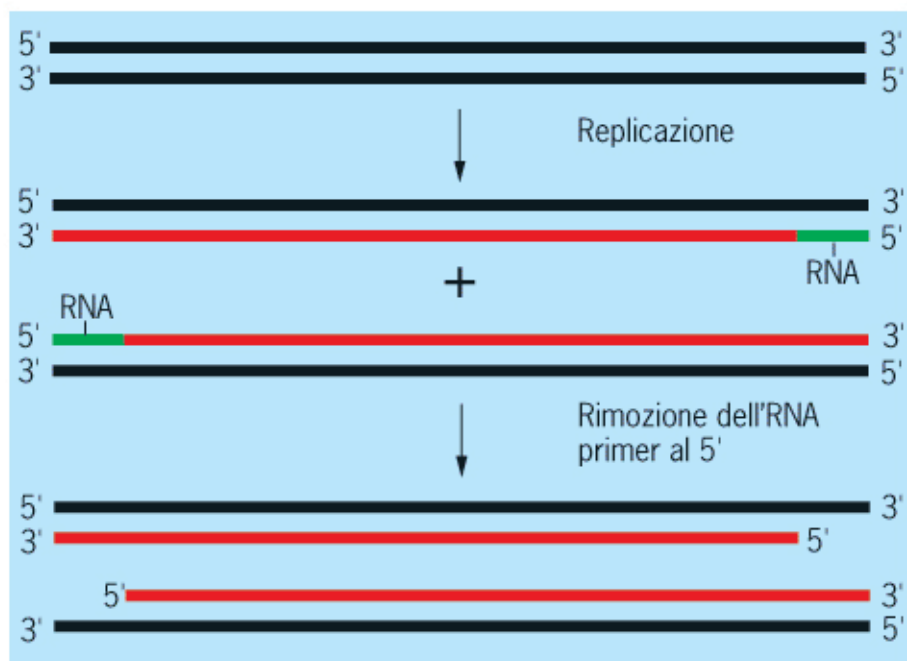 5' 3'
3' 5'
Replicazione
5' 3'
3' 5'
RNA
+
RNA
5' 3'
3' 5'
Rimozione dell'RNA
primer al 5'
5' 3'
3' 5'
5' 3'
3' 5'